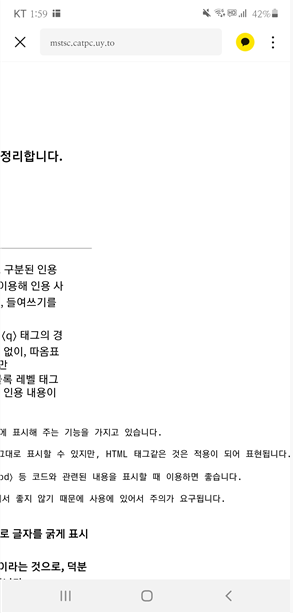 KT 1:59 42%
mstsc.catpc.uy.to
정리합니다.
구분된 인용
이용해 인용 사
, 들여쓰기를
<q> 태그의 경
없이, 따옴표
만
록 레벨 태그
인용 내용이
에 표시해 주는 기능을 가지고 있습니다.
그대로 표시할 수 있지만, HTML 태그같은 것은 적용이 되어 표현됩니다.
bd> 등 코드와 관련된 내용을 표시할 때 이용하면 좋습니다.
서 좋지 않기 때문에 사용에 있어서 주의가 요구됩니다.
로 글자를 굵게 표시
이라는 것으로, 덕분